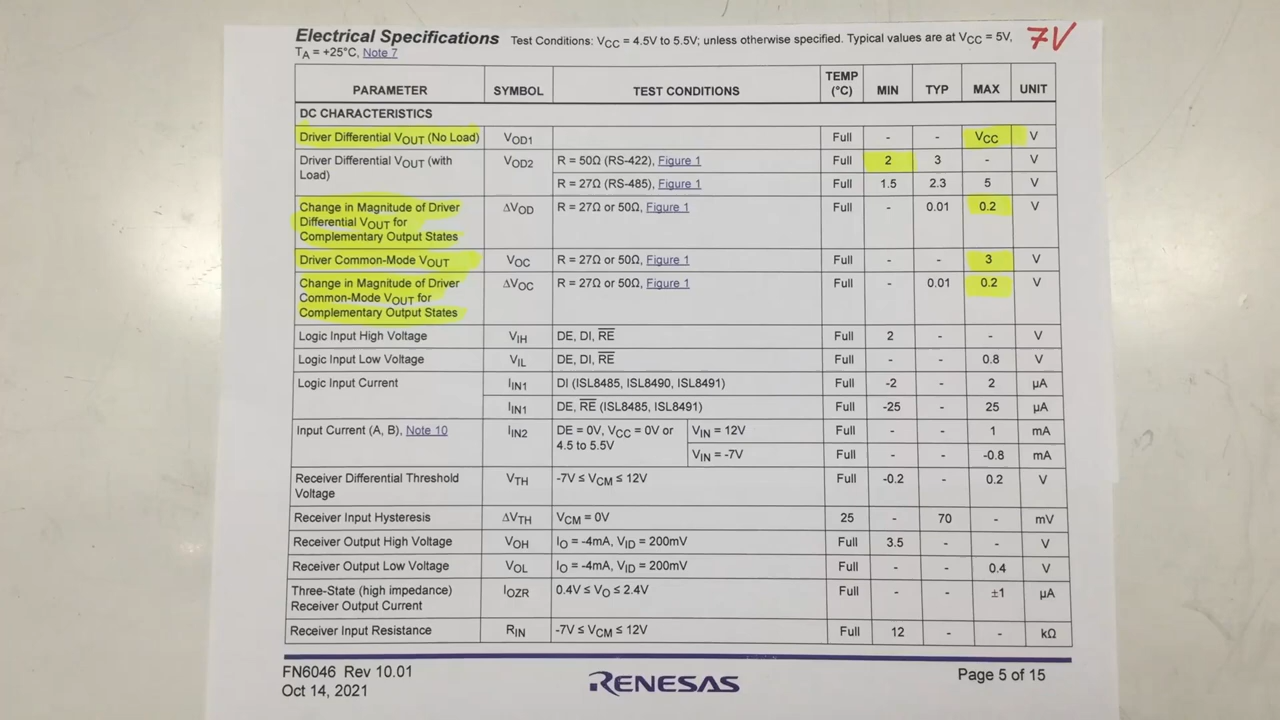 Electrical Specifications Test Conditions: VCC = 4.5V to 5.5V; unless otherwise specified. Typical values are at VCC = 5V, 7V
TA = +25°C, Note 7
PARAMETER SYMBOL TEST CONDITIONS TEMP (°C) MIN TYP MAX UNIT
DC CHARACTERISTICS
Driver Differential VOUT (No Load) VOD1 Full - - VCC V
Driver Differential VOUT (with VOD2 R = 50Ω (RS-422), Figure 1 Full 2 3 - V
Load)
R = 27Ω (RS-485), Figure 1 Full 1.5 2.3 5 V
Change in Magnitude of Driver ΔVOD R = 27Ω or 50Ω, Figure 1 Full - 0.01 0.2 V
Differential VOUT for
Complementary Output States
Driver Common-Mode VOUT VOC R = 27Ω or 50Ω, Figure 1 Full - - 3 V
Change in Magnitude of Driver ΔVOC R = 27Ω or 50Ω, Figure 1 Full - 0.01 0.2 V
Common-Mode VOUT for
Complementary Output States
Logic Input High Voltage VIH DE, DI, R̅E̅ Full 2 - - V
Logic Input Low Voltage VIL DE, DI, R̅E̅ Full - - 0.8 V
Logic Input Current IIN1 DI (ISL8485, ISL8490, ISL8491) Full -2 - 2 µA
IIN1 DE, R̅E̅ (ISL8485, ISL8491) Full -25 - 25 µA
Input Current (A, B), Note 10 IIN2 DE = 0V, VCC = 0V or VIN = 12V Full - - 1 mA
4.5 to 5.5V VIN = -7V Full - - -0.8 mA
Receiver Differential Threshold VTH -7V ≤ VCM ≤ 12V Full -0.2 - 0.2 V
Voltage
Receiver Input Hysteresis ΔVTH VCM = 0V 25 - 70 - mV
Receiver Output High Voltage VOH IO = -4mA, VID = 200mV Full 3.5 - - V
Receiver Output Low Voltage VOL IO = -4mA, VID = 200mV Full - - 0.4 V
Three-State (high impedance) IOZR 0.4V ≤ VO ≤ 2.4V Full - - ±1 µA
Receiver Output Current
Receiver Input Resistance RIN -7V ≤ VCM ≤ 12V Full 12 - - kΩ
FN6046 Rev 10.01 RENESAS Page 5 of 15
Oct 14, 2021